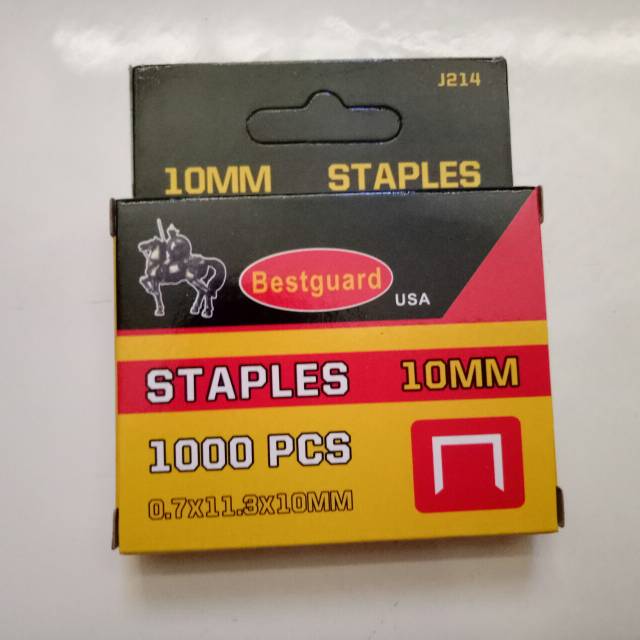 J214
10MM STAPLES
Bestguard
USA
STAPLES 10MM
1000 PCS
0.7X11.3X10MM